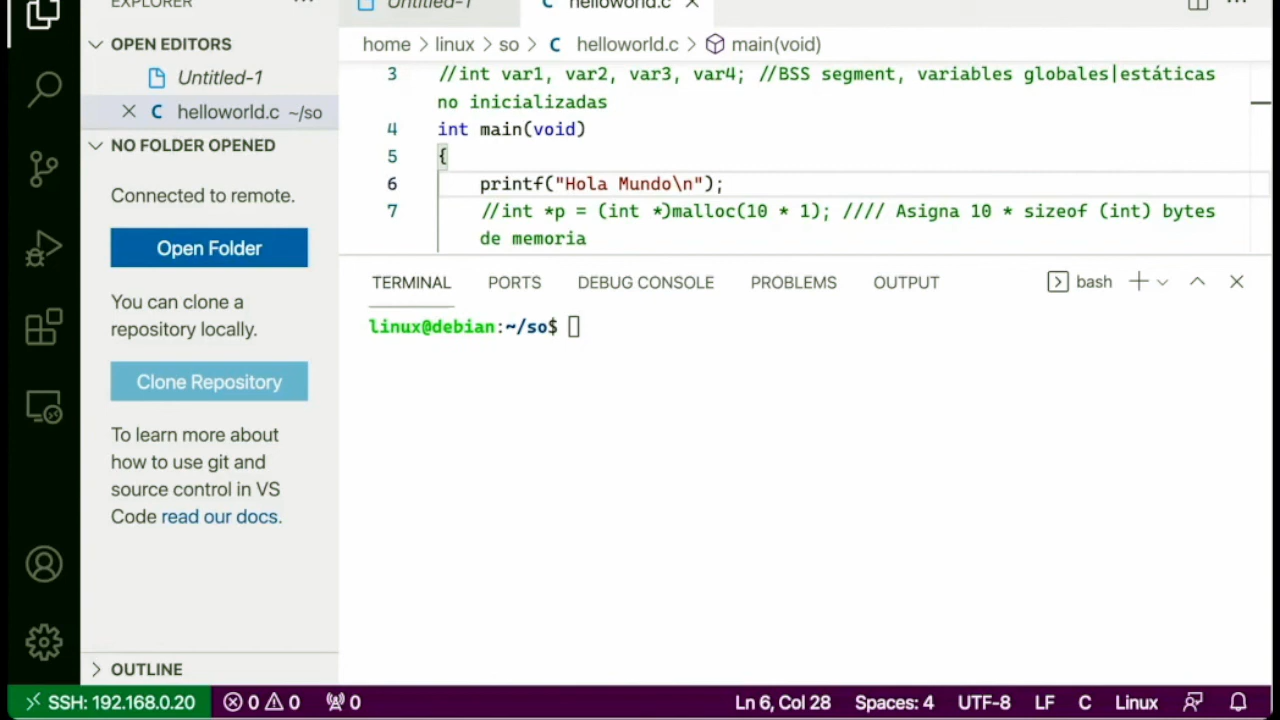 EXPLORER
Untitled-1
C helloworld.c
OPEN EDITORS
Untitled-1
C helloworld.c ~/so
NO FOLDER OPENED
Connected to remote.
Open Folder
You can clone a
repository locally.
Clone Repository
To learn more about
how to use git and
source control in VS
Code read our docs.
OUTLINE
home > linux > so > C helloworld.c > main(void)
3 //int var1, var2, var3, var4; //BSS segment, variables globales|estáticas
no inicializadas
4 int main(void)
5 {
6 printf("Hola Mundo\n");
7 //int *p = (int *)malloc(10 * 1); //// Asigna 10 * sizeof (int) bytes
de memoria
TERMINAL PORTS DEBUG CONSOLE PROBLEMS OUTPUT bash
linux@debian:~/so$
SSH: 192.168.0.20 0 0 0 Ln 6, Col 28 Spaces: 4 UTF-8 LF C Linux